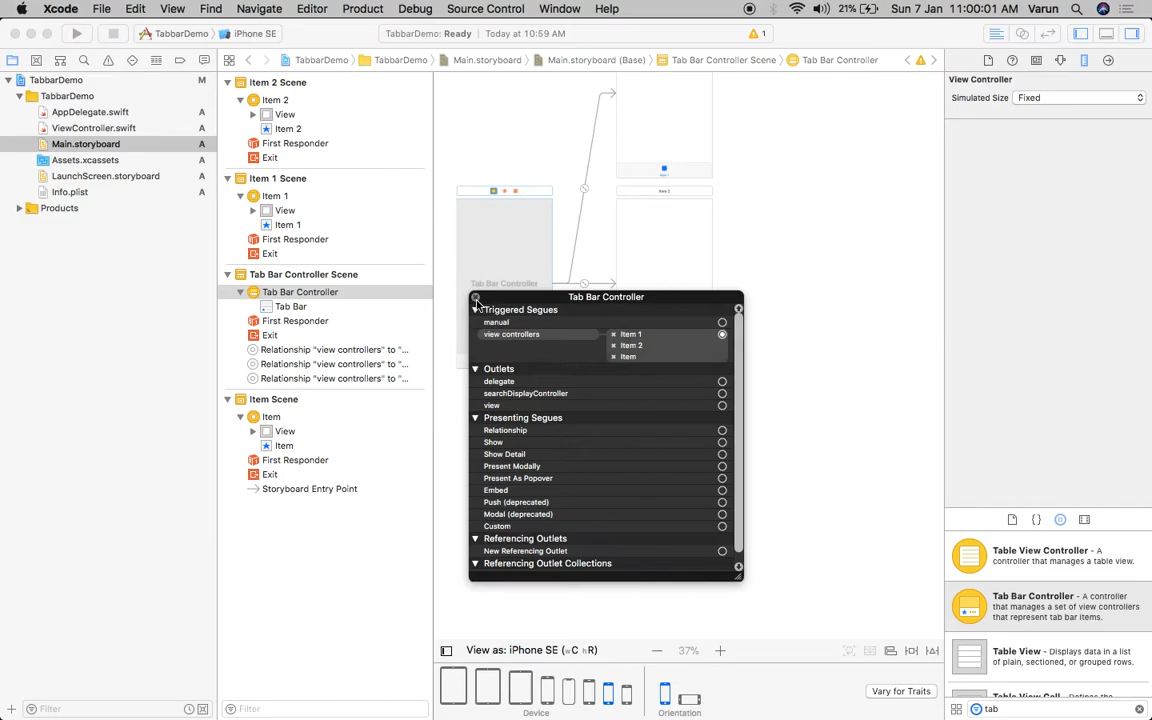 Xcode File Edit View Find Navigate Editor Product Debug Source Control Window Help 21% Sun 7 Jan 11:00:01 AM Varun
TabbarDemo iPhone SE TabbarDemo: Ready Today at 10:59 AM 1
TabbarDemo TabbarDemo Main.storyboard Main.storyboard (Base) Tab Bar Controller Scene Tab Bar Controller
TabbarDemo M
TabbarDemo
AppDelegate.swift A
ViewController.swift A
Main.storyboard A
Assets.xcassets A
LaunchScreen.storyboard A
Info.plist A
Products
Item 2 Scene
Item 2
View
Item 2
First Responder
Exit
Item 1 Scene
Item 1
View
Item 1
First Responder
Exit
Tab Bar Controller Scene
Tab Bar Controller
Tab Bar
First Responder
Exit
Relationship "view controllers" to "...
Relationship "view controllers" to "...
Relationship "view controllers" to "...
Item Scene
Item
View
Item
First Responder
Exit
Storyboard Entry Point
Tab Bar Controller
Tab Bar Controller
Triggered Segues
manual
view controllers
Item 1
Item 2
Item
Outlets
delegate
searchDisplayController
view
Presenting Segues
Relationship
Show
Show Detail
Present Modally
Present As Popover
Embed
Push (deprecated)
Modal (deprecated)
Custom
Referencing Outlets
New Referencing Outlet
Referencing Outlet Collections
View as: iPhone SE (wC hR) 37%
Device
Orientation
Vary for Traits
View Controller
Simulated Size Fixed
Table View Controller - A
controller that manages a table view.
Tab Bar Controller - A controller
that manages a set of view controllers
that represent tab bar items.
Table View - Displays data in a
list of plain, sectioned, or grouped rows.
Filter
Filter
tab